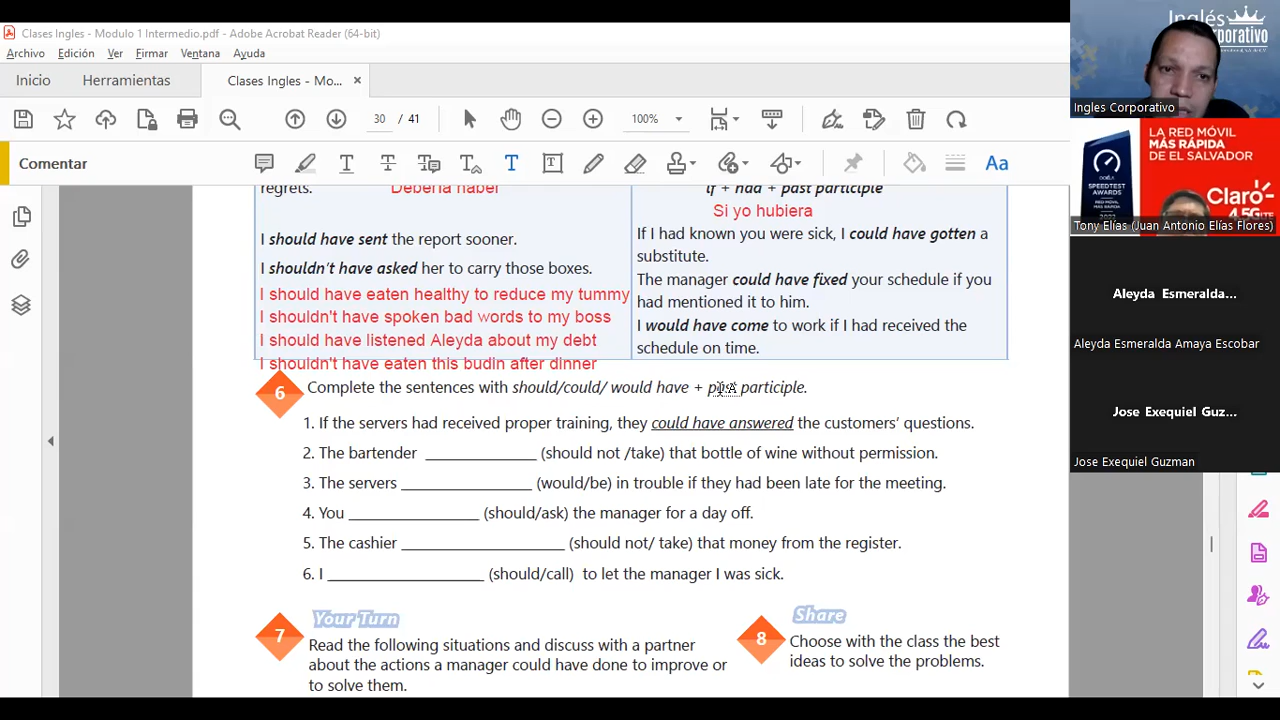 Clases Ingles - Modulo 1 Intermedio.pdf - Adobe Acrobat Reader (64-bit)
Archivo Edición Ver Firmar Ventana Ayuda
Inicio Herramientas Clases Ingles - Mo... ×
30 / 41 100%
Comentar Aa
regrets. Debería haber
if + had + past participle
Si yo hubiera
I should have sent the report sooner.
I shouldn't have asked her to carry those boxes.
I should have eaten healthy to reduce my tummy
I shouldn't have spoken bad words to my boss
I should have listened Aleyda about my debt
I shouldn't have eaten this budin after dinner
If I had known you were sick, I could have gotten a
substitute.
The manager could have fixed your schedule if you
had mentioned it to him.
I would have come to work if I had received the
schedule on time.
6 Complete the sentences with should/could/ would have + past participle.
1. If the servers had received proper training, they could have answered the customers' questions.
2. The bartender ____________ (should not /take) that bottle of wine without permission.
3. The servers ______________ (would/be) in trouble if they had been late for the meeting.
4. You ______________ (should/ask) the manager for a day off.
5. The cashier __________________ (should not/ take) that money from the register.
6. I _________________ (should/call) to let the manager I was sick.
7 Your Turn
Read the following situations and discuss with a partner
about the actions a manager could have done to improve or
to solve them.
8 Share
Choose with the class the best
ideas to solve the problems.
Inglés
Corporativo
Ingles Corporativo
SPEEDTEST
AWARDS
LA RED MÓVIL
MÁS RÁPIDA
DE EL SALVADOR
Claro
4.5G
Tony Elías (Juan Antonio Elías Flores)
Aleyda Esmeralda...
Aleyda Esmeralda Amaya Escobar
Jose Exequiel Guz...
Jose Exequiel Guzman